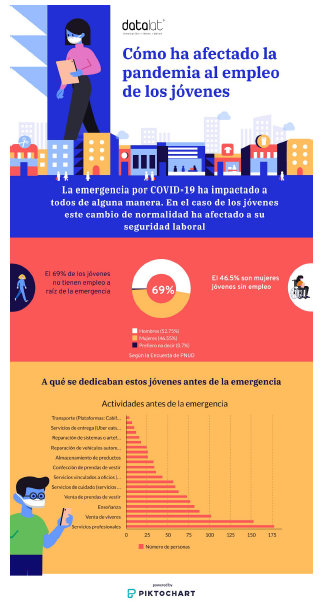 datalat
Cómo ha afectado la
pandemia al empleo
de los jóvenes
La emergencia por COVID-19 ha impactado a
todos de alguna manera. En el caso de los jóvenes
este cambio de normalidad ha afectado a su
seguridad laboral
El 69% de los jóvenes
no tienen empleo a
raíz de la emergencia
69%
El 46.5% son mujeres
jóvenes sin empleo
Hombres (52.75%)
Mujeres (46.55%)
Prefiero no decir (0.7%)
Según la Encuesta de PNUD
A qué se dedicaban estos jóvenes antes de la emergencia
Actividades antes de la emergencia
Transporte (Plataformas: Cabif...
Servicios de entrega (Uber eats...
Reparación de sistemas o artef...
Reparación de vehículos autom...
Almacenamiento de productos
Confección de prendas de vestir
Servicios vinculados a oficios (...
Servicios de cuidado (servicios ...
Venta de prendas de vestir
Enseñanza
Venta de víveres
Servicios profesionales
0 25 50 75 100 125 150 175
Número de personas
powered by
PIKTOCHART